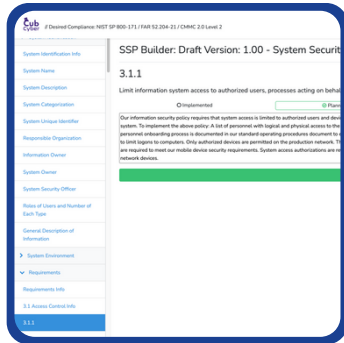 Cub
Cyber
// Desired Compliance: NIST SP 800-171 / FAR 52.204-21 / CMMC 2.0 Level 2
System Identification Info
System Name
System Description
System Categorization
System Unique Identifier
Responsible Organization
Information Owner
System Owner
System Security Officer
Roles of Users and Number of
Each Type
General Description of
Information
System Environment
Requirements
Requirements Info
3.1 Access Control Info
3.1.1
SSP Builder: Draft Version: 1.00 - System Securit
3.1.1
Limit information system access to authorized users, processes acting on behal
Implemented
Plann
Our information security policy requires that system access is limited to authorized users and devi
system. To implement the above policy: A list of personnel with logical and physical access to the
personnel onboarding process is documented in our standard operating procedures document to e
to limit logons to computers. Only authorized devices are permitted on the production network. Th
are required to meet our mobile device security requirements. System access authorizations are re
network devices.